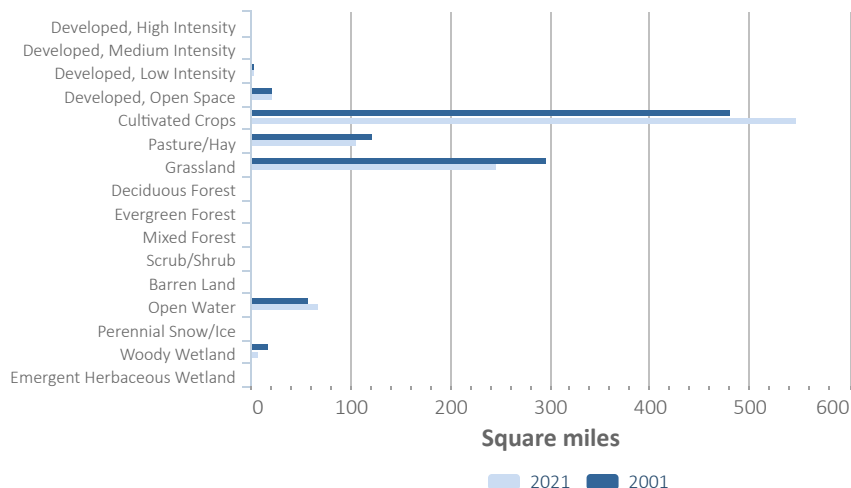 Developed, High Intensity
Developed, Medium Intensity
Developed, Low Intensity
Developed, Open Space
Cultivated Crops
Pasture/Hay
Grassland
Deciduous Forest
Evergreen Forest
Mixed Forest
Scrub/Shrub
Barren Land
Open Water
Perennial Snow/Ice
Woody Wetland
Emergent Herbaceous Wetland
0 100 200 300 400 500 600
Square miles
2021 2001